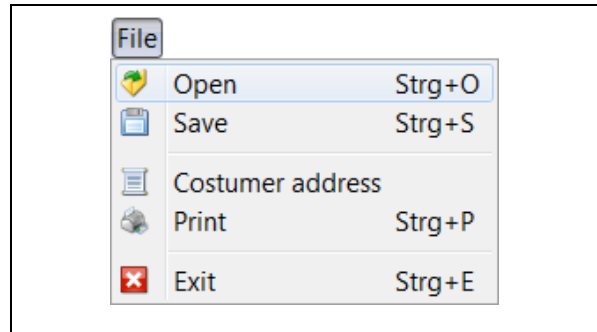 File
Open Strg+O
Save Strg+S
Costumer address
Print Strg+P
Exit Strg+E